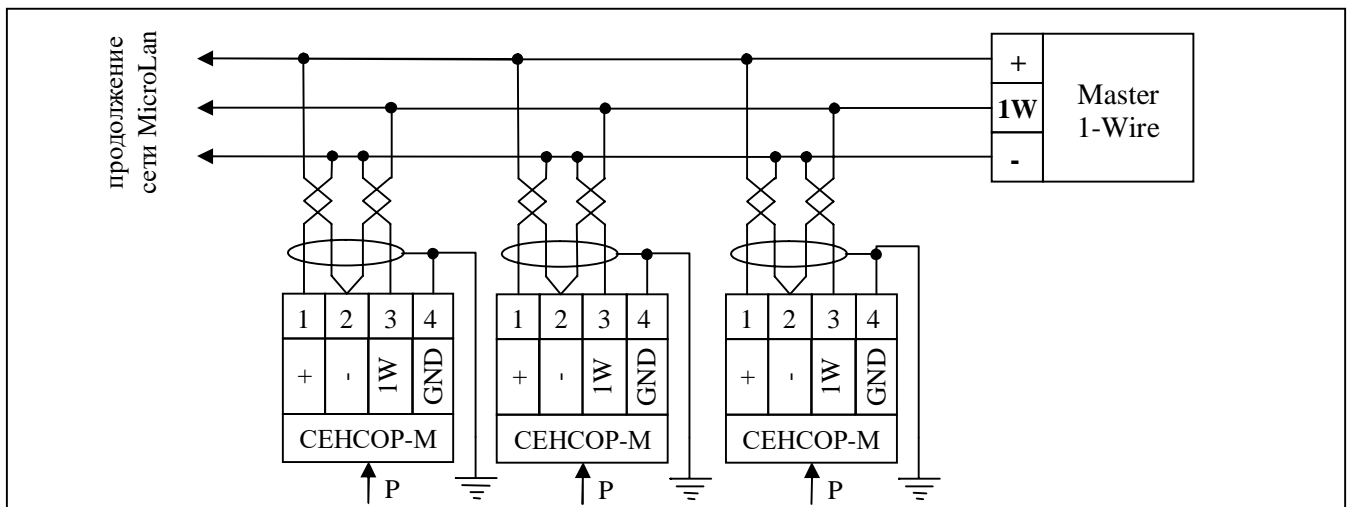 продолжение
сети MicroLan
+
1W
-
Master
1-Wire
1 2 3 4
+ - 1W GND
СЕНСОР-М
P
1 2 3 4
+ - 1W GND
СЕНСОР-М
P
1 2 3 4
+ - 1W GND
СЕНСОР-М
P